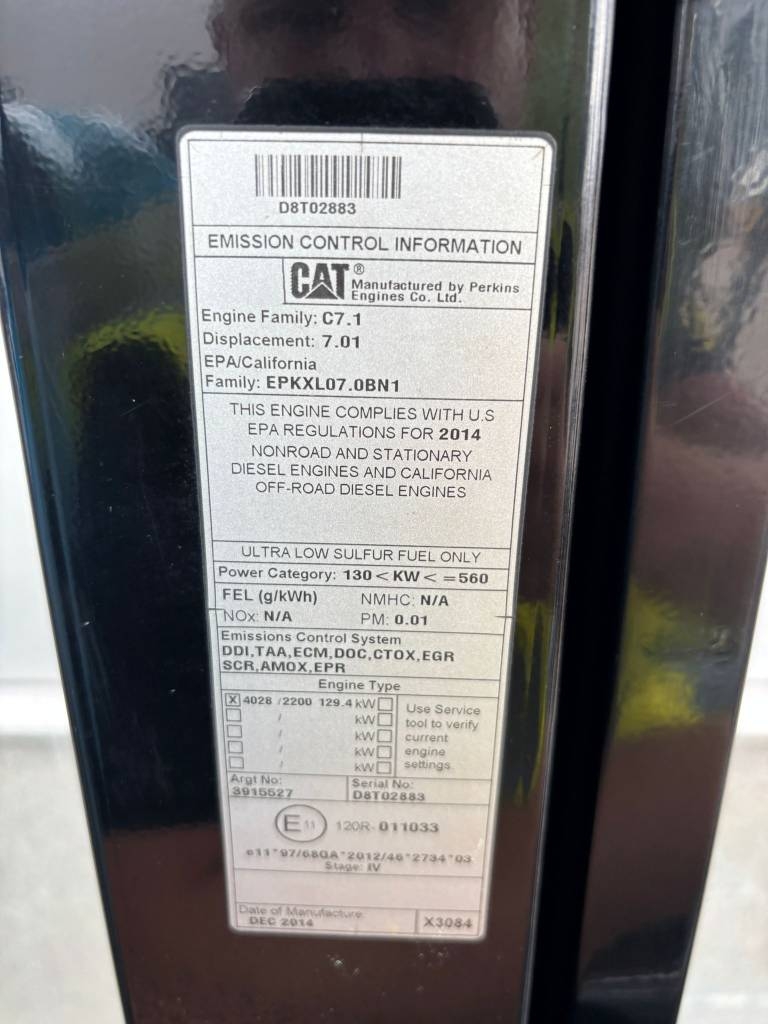 D8T02883
EMISSION CONTROL INFORMATION
CAT® Manufactured by Perkins
Engines Co. Ltd.
Engine Family: C7.1
Displacement: 7.01
EPA/California
Family: EPKXL07.0BN1
THIS ENGINE COMPLIES WITH U.S
EPA REGULATIONS FOR 2014
NONROAD AND STATIONARY
DIESEL ENGINES AND CALIFORNIA
OFF-ROAD DIESEL ENGINES
ULTRA LOW SULFUR FUEL ONLY
Power Category: 130 < KW < =560
FEL (g/kWh) NMHC: N/A
NOx: N/A PM: 0.01
Emissions Control System
DDI,TAA,ECM,DOC,CTOX,EGR
SCR,AMOX,EPR
Engine Type
X 4028 /2200 129.4 kW
/ kW
/ kW
/ kW
/ kW
Use Service
tool to verify
current
engine
settings.
Argt No:
3915527
Serial No:
D8T02883
E 11 120R- 011033
e11*97/68QA*2012/46*2734*03
Stage: IV
Date of Manufacture
DEC 2014
X3084